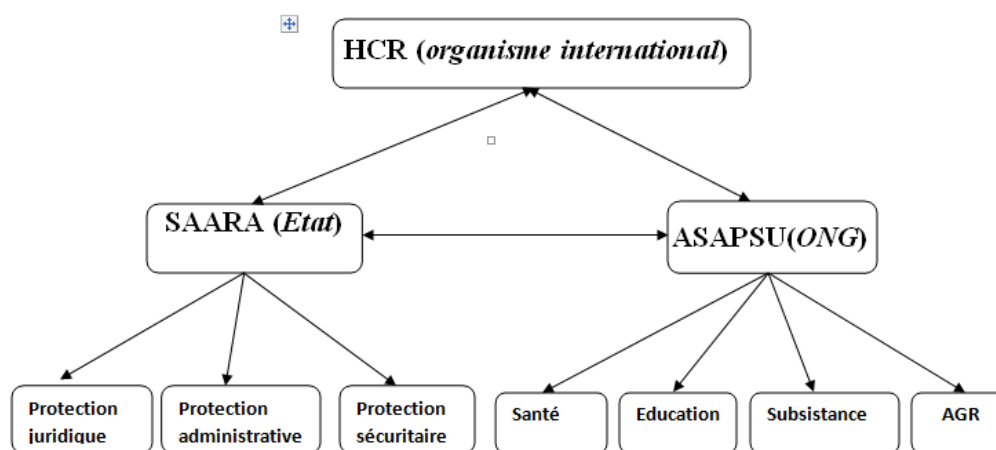 HCR (organisme international)
SAARA (Etat)
ASAPSU(ONG)
Protection
juridique
Protection
administrative
Protection
sécuritaire
Santé
Education
Subsistance
AGR